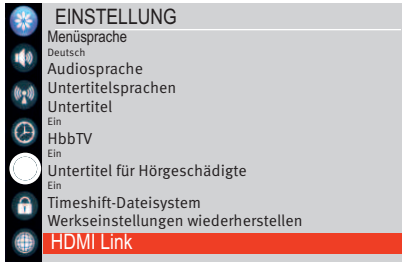 EINSTELLUNG
Menüsprache
Deutsch
Audiosprache
Untertitelsprachen
Untertitel
Ein
HbbTV
Ein
Untertitel für Hörgeschädigte
Ein
Timeshift-Dateisystem
Werkseinstellungen wiederherstellen
HDMI Link